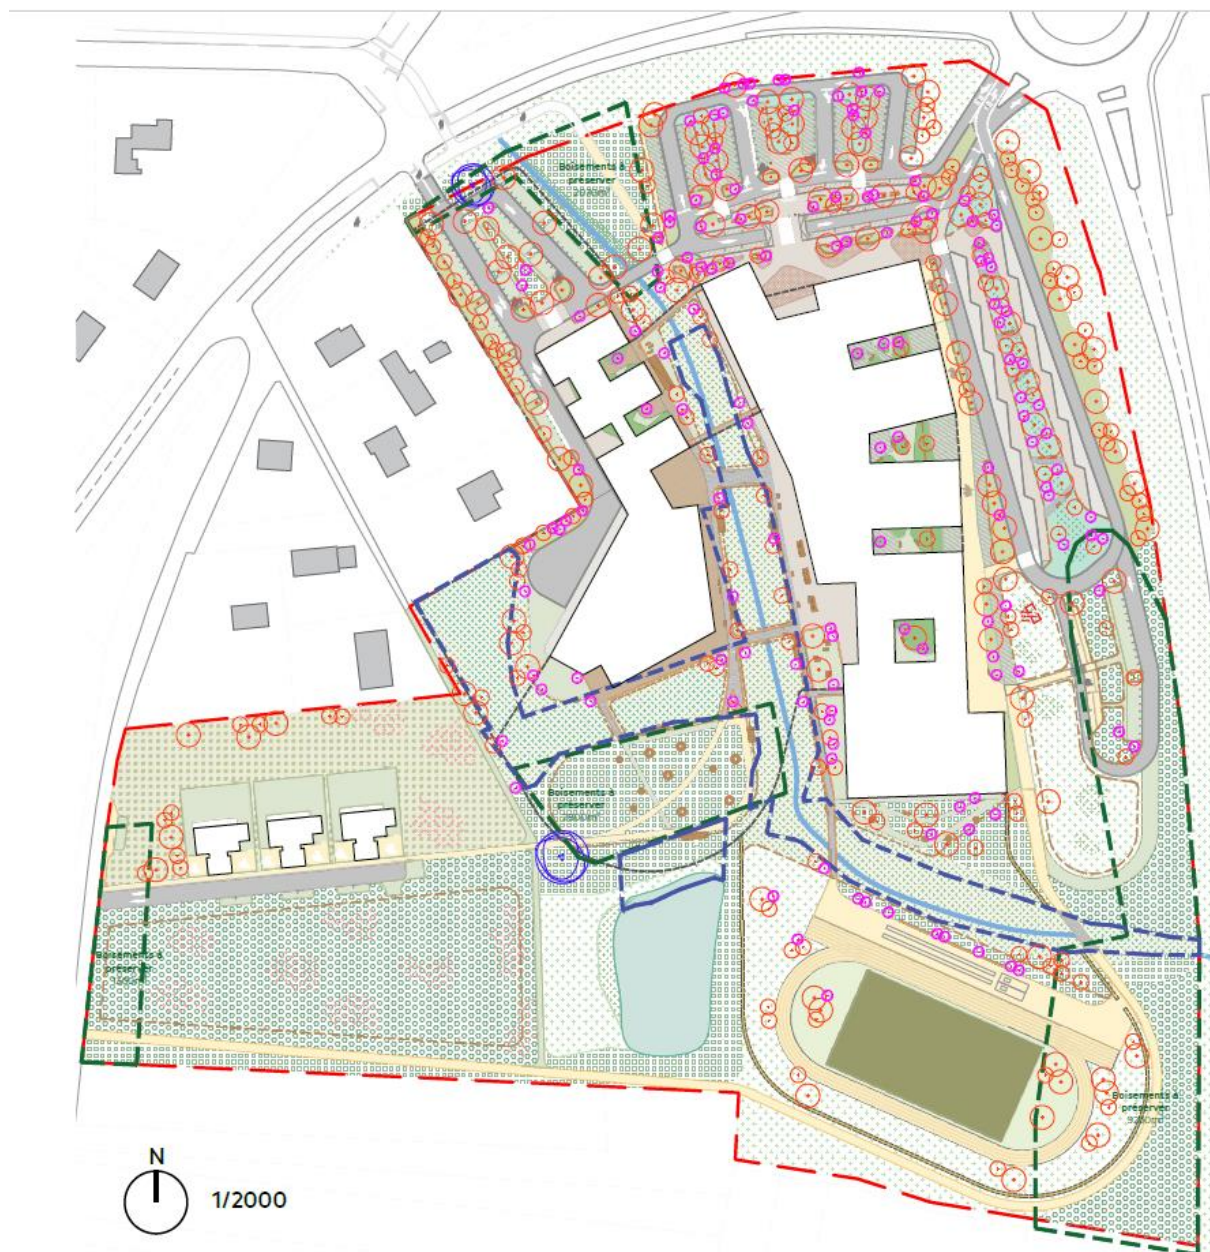 Boisements à
préserver
Boisements à
préserver
Boisements à
préserver
Boisements à
préserver
N
1/2000